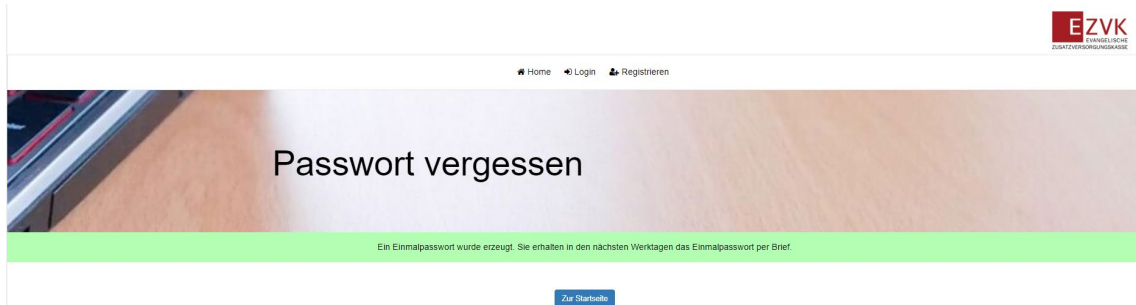 EZVK
EVANGELISCHE
ZUSATZVERSORGUNGSKASSE
Home Login Registrieren
Passwort vergessen
Ein Einmalpasswort wurde erzeugt. Sie erhalten in den nächsten Werktagen das Einmalpasswort per Brief.
Zur Startseite